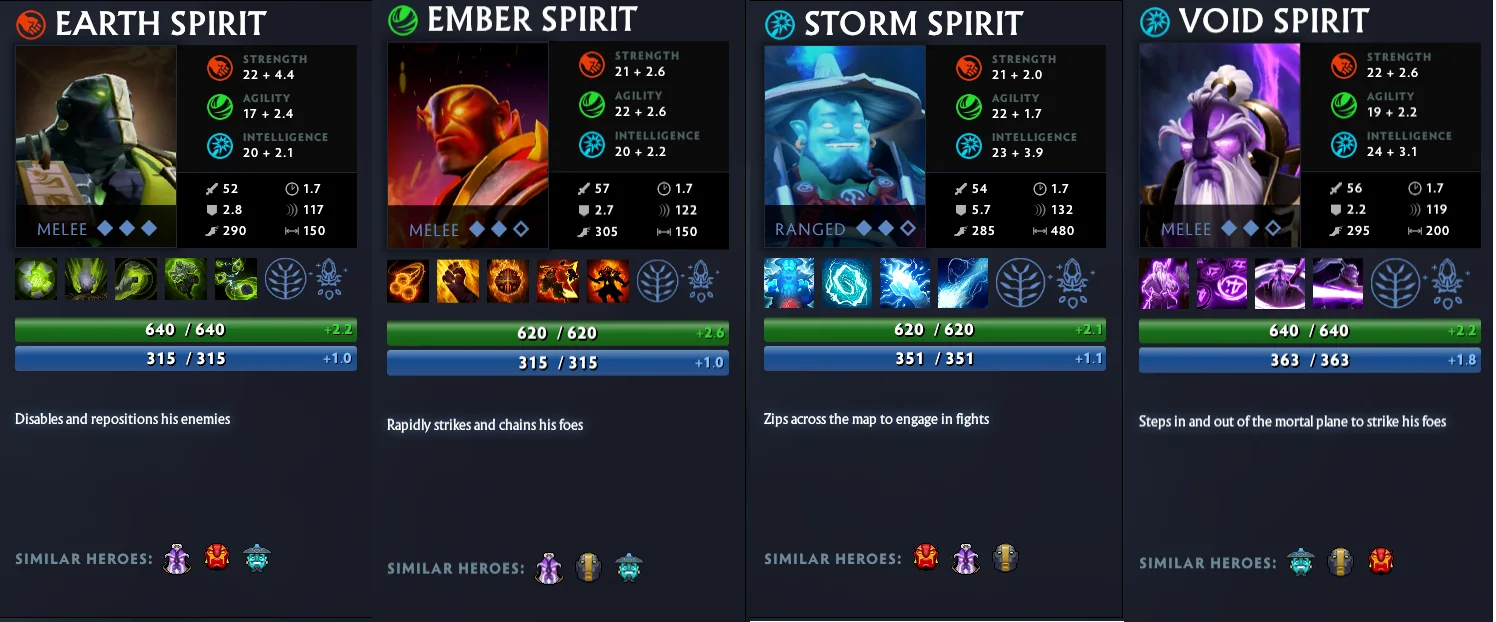 EARTH SPIRIT
STRENGTH
22 + 4.4
AGILITY
17 + 2.4
INTELLIGENCE
20 + 2.1
MELEE
52 1.7
2.8 117
290 150
640 / 640 +2.2
315 / 315 +1.0
Disables and repositions his enemies
SIMILAR HEROES:
EMBER SPIRIT
STRENGTH
21 + 2.6
AGILITY
22 + 2.6
INTELLIGENCE
20 + 2.2
MELEE
57 1.7
2.7 122
305 150
620 / 620 +2.6
315 / 315 +1.0
Rapidly strikes and chains his foes
SIMILAR HEROES:
STORM SPIRIT
STRENGTH
21 + 2.0
AGILITY
22 + 1.7
INTELLIGENCE
23 + 3.9
RANGED
54 1.7
5.7 132
285 480
620 / 620 +2.1
351 / 351 +1.1
Zips across the map to engage in fights
SIMILAR HEROES:
VOID SPIRIT
STRENGTH
22 + 2.6
AGILITY
19 + 2.2
INTELLIGENCE
24 + 3.1
MELEE
56 1.7
2.2 119
295 200
640 / 640 +2.2
363 / 363 +1.8
Steps in and out of the mortal plane to strike his foes
SIMILAR HEROES: